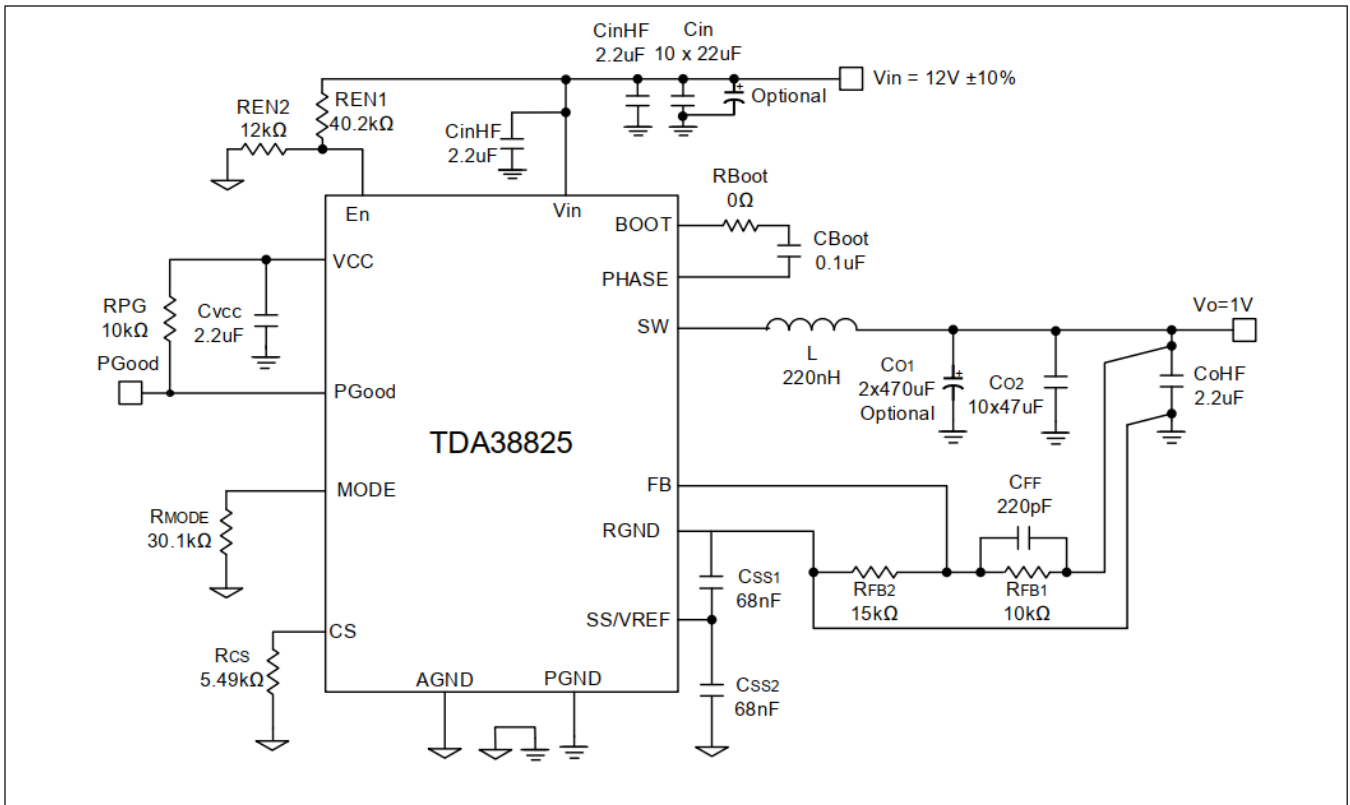 CinHF
2.2uF
Cin
10 x 22uF
Vin = 12V ±10%
Optional
REN2
12kΩ
REN1
40.2kΩ
CinHF
2.2uF
En
Vin
RBoot
0Ω
BOOT
CBoot
0.1uF
VCC
PHASE
RPG
10kΩ
Cvcc
2.2uF
SW
Vo=1V
L
220nH
CO1
2x470uF
Optional
CO2
10x47uF
CoHF
2.2uF
PGood
PGood
TDA38825
MODE
FB
CFF
220pF
RMODE
30.1kΩ
RGND
CSS1
68nF
RFB2
15kΩ
RFB1
10kΩ
SS/VREF
CS
RCS
5.49kΩ
AGND
PGND
CSS2
68nF